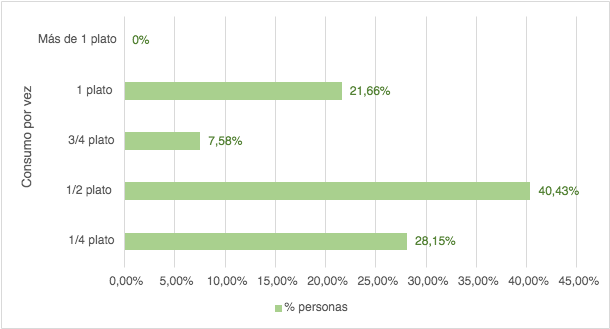 Consumo por vez
Más de 1 plato 0%
1 plato 21,66%
3/4 plato 7,58%
1/2 plato 40,43%
1/4 plato 28,15%
0,00% 5,00% 10,00% 15,00% 20,00% 25,00% 30,00% 35,00% 40,00% 45,00%
% personas